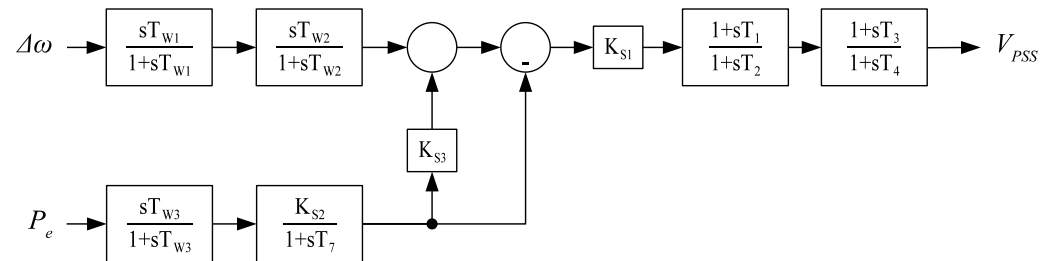 Δω
sT_W1
1+sT_W1
sT_W2
1+sT_W2
-
K_S1
1+sT_1
1+sT_2
1+sT_3
1+sT_4
V_PSS
K_S3
P_e
sT_W3
1+sT_W3
K_S2
1+sT_7